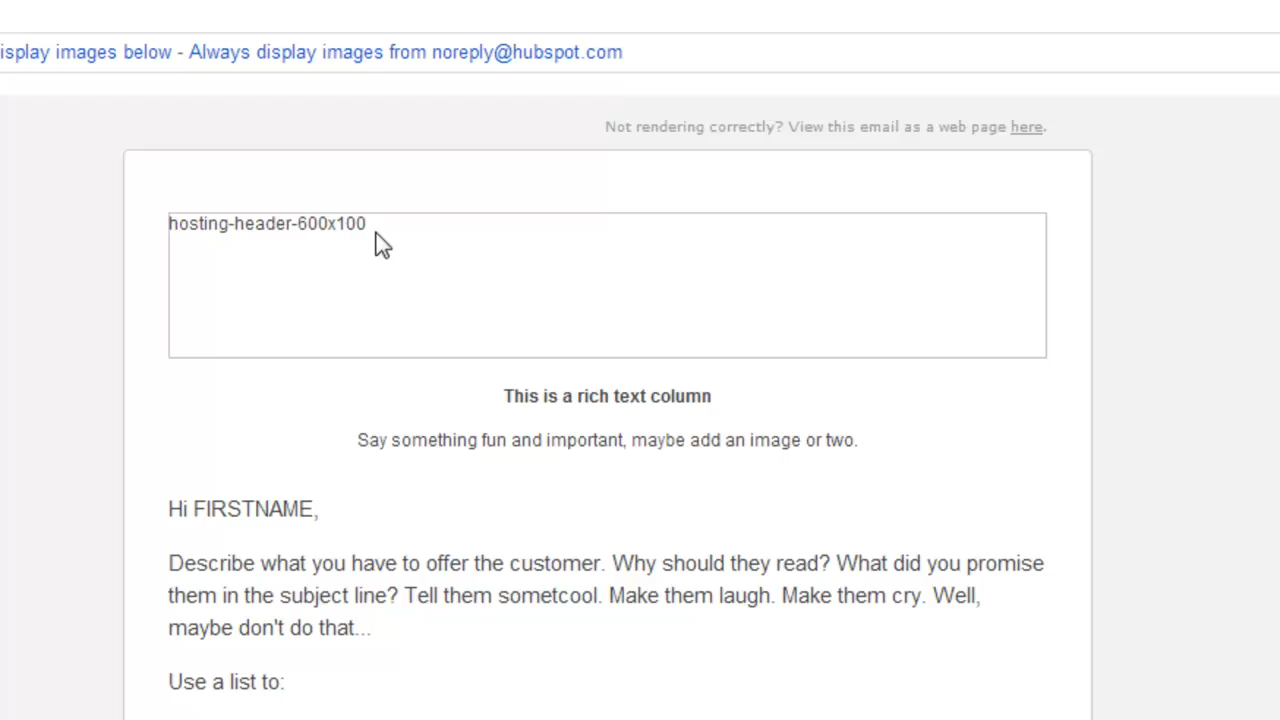 isplay images below - Always display images from noreply@hubspot.com
Not rendering correctly? View this email as a web page here.
hosting-header-600x100
This is a rich text column
Say something fun and important, maybe add an image or two.
Hi FIRSTNAME,
Describe what you have to offer the customer. Why should they read? What did you promise
them in the subject line? Tell them sometcool. Make them laugh. Make them cry. Well,
maybe don't do that...
Use a list to: